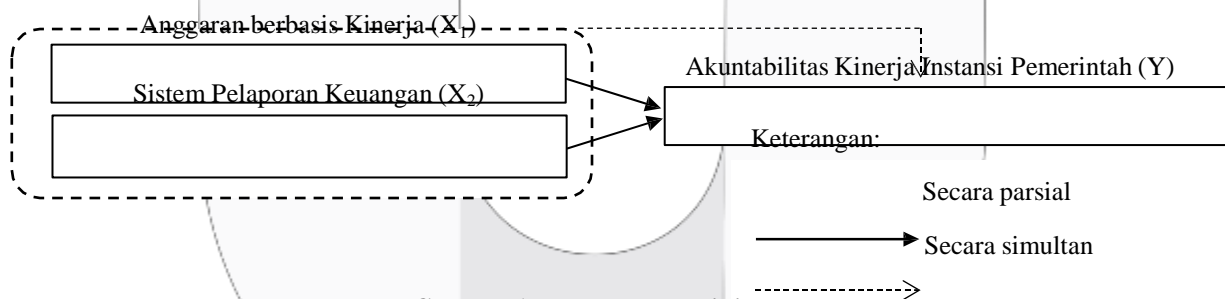 Anggaran berbasis Kinerja (X₁)
Akuntabilitas Kinerja Instansi Pemerintah (Y)
Sistem Pelaporan Keuangan (X₂)
Keterangan:
Secara parsial
Secara simultan